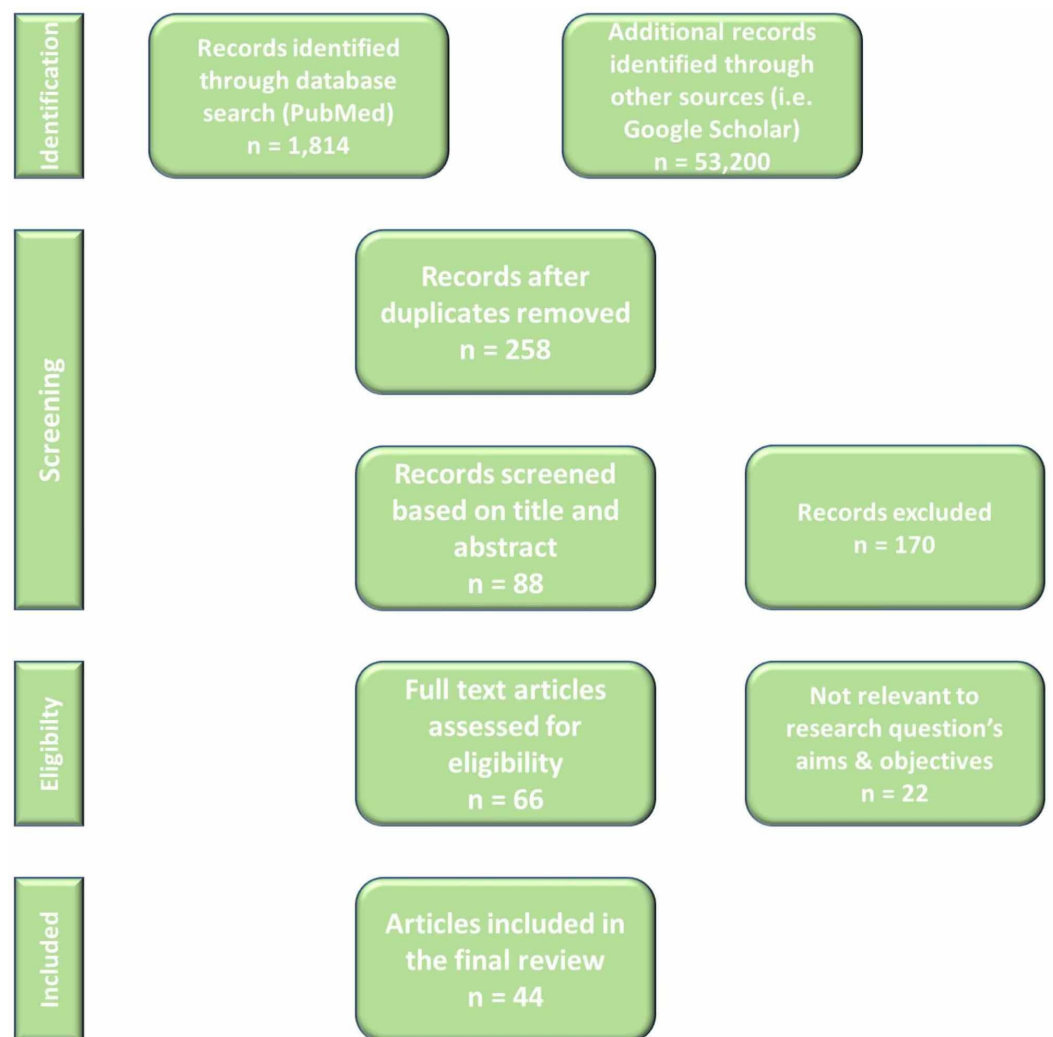 Identification
Records identified
through database
search (PubMed)
n = 1,814
Additional records
identified through
other sources (i.e.
Google Scholar)
n = 53,200
Screening
Records after
duplicates removed
n = 258
Records screened
based on title and
abstract
n = 88
Records excluded
n = 170
Eligibilty
Full text articles
assessed for
eligibility
n = 66
Not relevant to
research question’s
aims & objectives
n = 22
Included
Articles included in
the final review
n = 44